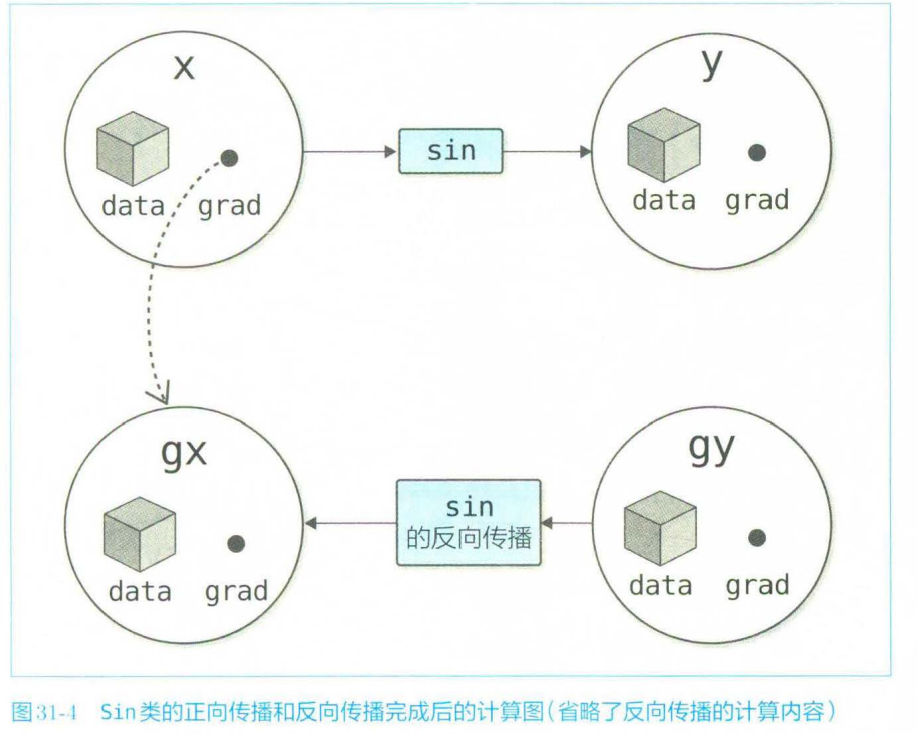 x
y
sin
data grad
data grad
gx
gy
sin
的反向传播
data grad
data grad
图31-4 Sin类的正向传播和反向传播完成后的计算图(省略了反向传播的计算内容)